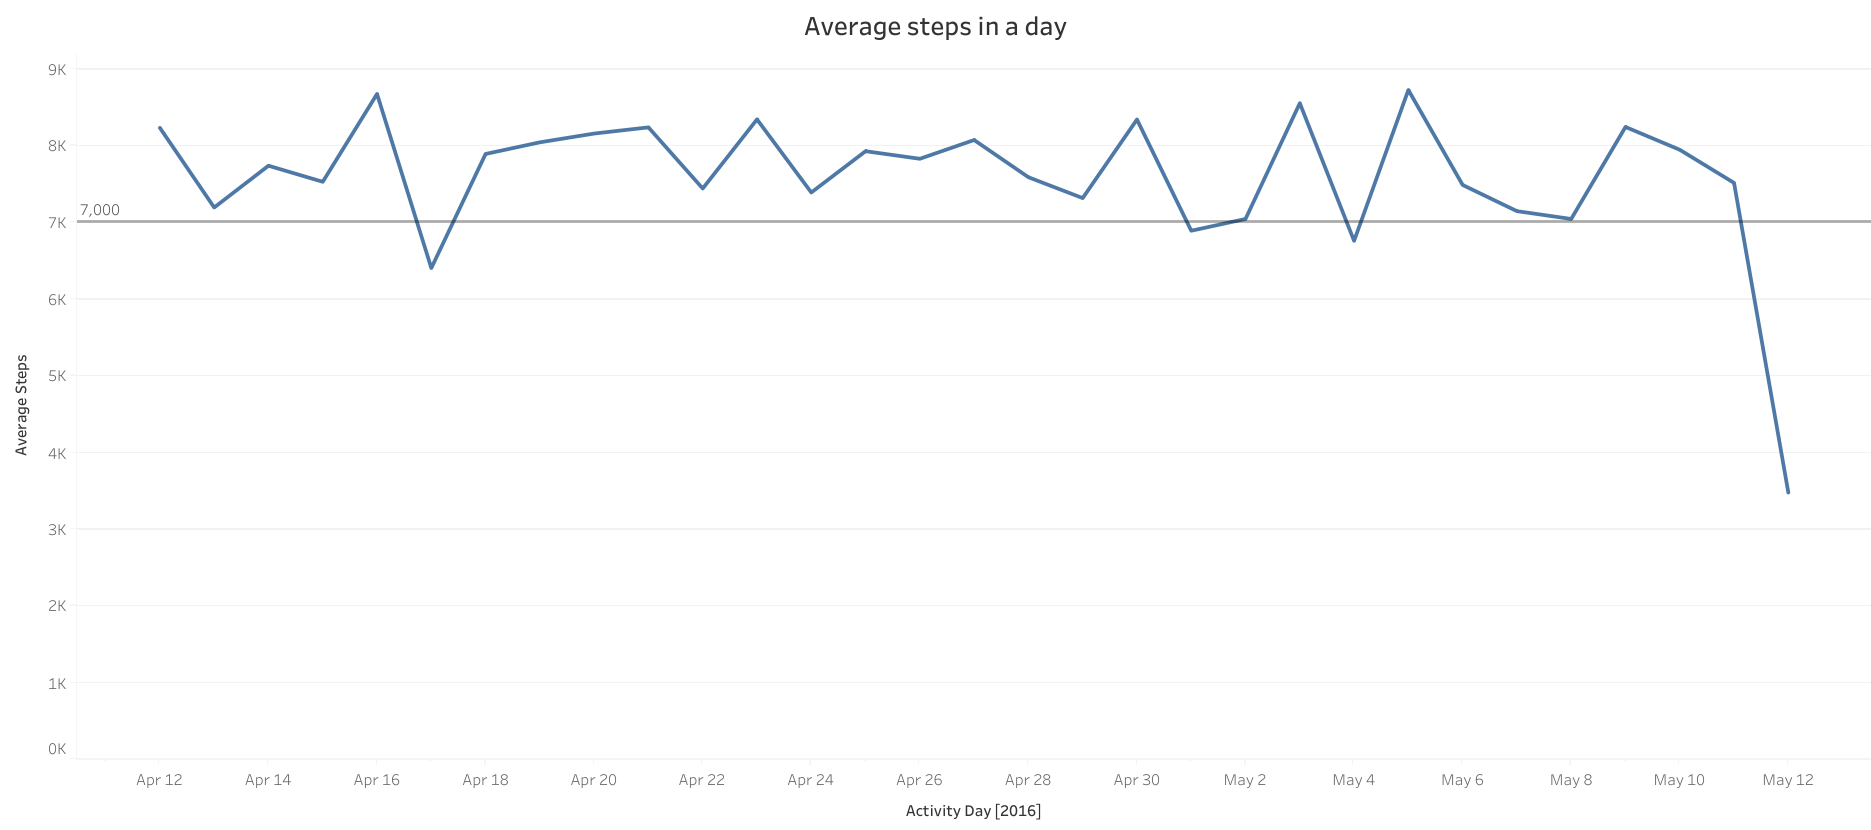 Average steps in a day
9K
8K
7,000
7K
6K
5K
4K
3K
2K
1K
0K
Average Steps
Apr 12 Apr 14 Apr 16 Apr 18 Apr 20 Apr 22 Apr 24 Apr 26 Apr 28 Apr 30 May 2 May 4 May 6 May 8 May 10 May 12
Activity Day [2016]